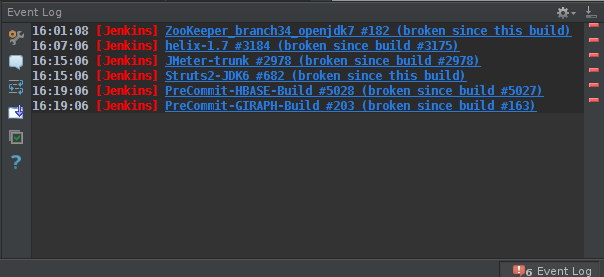 Event Log
16:01:08 [Jenkins] ZooKeeper_branch34_openjdk7 #182 (broken since this build)
16:07:06 [Jenkins] helix-1.7 #3184 (broken since build #3175)
16:15:06 [Jenkins] JMeter-trunk #2978 (broken since build #2978)
16:15:06 [Jenkins] Struts2-JDK6 #682 (broken since this build)
16:19:06 [Jenkins] PreCommit-HBASE-Build #5028 (broken since build #5027)
16:19:06 [Jenkins] PreCommit-GIRAPH-Build #203 (broken since build #163)
6 Event Log